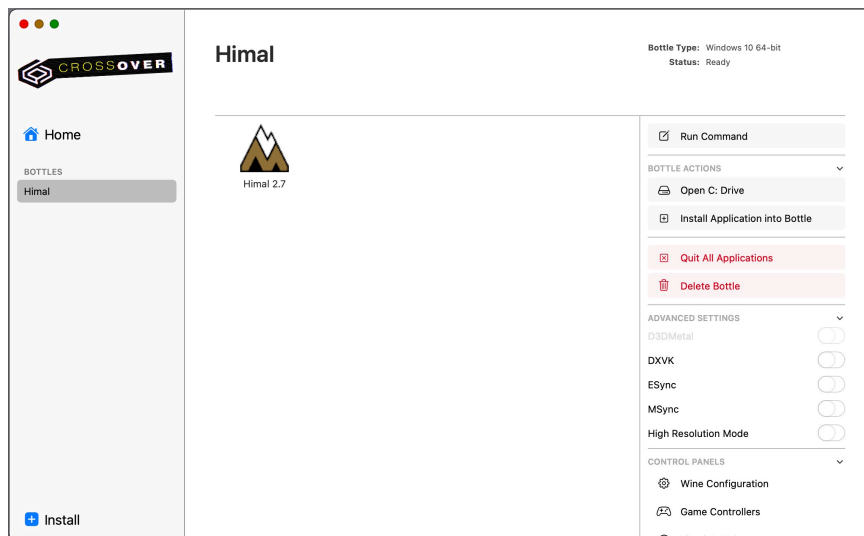 CROSSOVER
Home
BOTTLES
Himal
Install
Himal
Bottle Type: Windows 10 64-bit
Status: Ready
Himal 2.7
Run Command
BOTTLE ACTIONS
Open C: Drive
Install Application into Bottle
Quit All Applications
Delete Bottle
ADVANCED SETTINGS
D3DMetal
DXVK
ESync
MSync
High Resolution Mode
CONTROL PANELS
Wine Configuration
Game Controllers